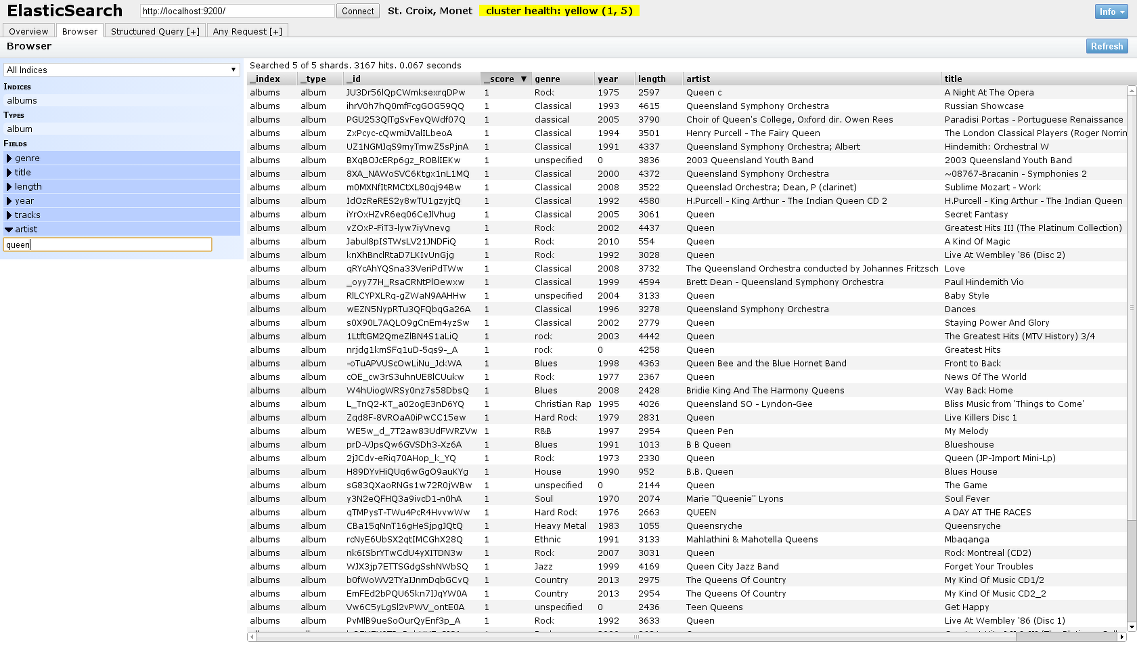 ElasticSearch http://localhost:9200/ Connect St. Croix, Monet cluster health: yellow (1, 5) Info
Overview Browser Structured Query [+] Any Request [+]
Browser Refresh
All Indices
INDICES
albums
TYPES
album
FIELDS
genre
title
length
year
tracks
artist
queen
Searched 5 of 5 shards. 3167 hits. 0.067 seconds
_index _type _id _score ▼ genre year length artist title
albums album JU3Dr56lQpCWmksexrqDPw 1 Rock 1975 2597 Queen c A Night At The Opera
albums album ihrV0h7hQ0mfFcgGOG59QQ 1 Classical 1993 4615 Queensland Symphony Orchestra Russian Showcase
albums album PGU253QlTgSvFevQWdf07Q 1 classical 2005 3790 Choir of Queen's College, Oxford dir. Owen Rees Paradisi Portas - Portuguese Renaissance
albums album ZxPcyc-cQwmiJValILbeoA 1 Classical 1994 3501 Henry Purcell - The Fairy Queen The London Classical Players (Roger Norrin
albums album UZ1NGMJqS9myTmwZ5sPjnA 1 Classical 1991 4337 Queensland Symphony Orchestra; Albert Hindemith: Orchestral W
albums album BXqBOJcERp6gz_ROBliEKw 1 unspecified 0 3836 2003 Queensland Youth Band 2003 Queensland Youth Band
albums album 8XA_NAWoSVC6Ktgx1nL1MQ 1 Classical 2000 4372 Queensland Symphony Orchestra ~08767-Bracanin - Symphonies 2
albums album m0MXNfItRMCtXL80qj94Bw 1 Classical 2008 3522 Queenslad Orchestra; Dean, P (clarinet) Sublime Mozart - Work
albums album IdOzReRES2y8wTU1gzyjtQ 1 Classical 1992 4580 H.Purcell - King Arthur - The Indian Queen CD 2 H.Purcell - King Arthur - The Indian Queen
albums album iYrOxHZvR6eq06CeJlVhug 1 Classical 2005 3061 Queen Secret Fantasy
albums album vZOxP-FiT3-lyw7iyVnevg 1 Rock 2002 4437 Queen Greatest Hits III (The Platinum Collection)
albums album Jabul8pISTWsLV21JNDFiQ 1 Rock 2010 554 Queen A Kind Of Magic
albums album knXhBnclRtaD7LKIvUnGjg 1 Rock 1992 3028 Queen Live At Wembley '86 (Disc 2)
albums album qRYcAhYQSna33VeriPdTWw 1 Classical 2008 3732 The Queensland Orchestra conducted by Johannes Fritzsch Love
albums album _oyy77H_RsaCRNtPlOewxw 1 Classical 1999 4594 Brett Dean - Queensland Symphony Orchestra Paul Hindemith Vio
albums album RlLCYPXLRq-gZWaN9AAHHw 1 unspecified 2004 3133 Queen Baby Style
albums album wEZN5NypRTu3QFQbqGa26A 1 Classical 1996 3278 Queensland Symphony Orchestra Dances
albums album s0X90L7AQLO9gCnEm4yzSw 1 Classical 2002 2779 Queen Staying Power And Glory
albums album 1LtftGM2QmeZlBN4S1aLiQ 1 rock 2003 4442 Queen The Greatest Hits (MTV History) 3/4
albums album nrjdg1kmSFq1uD-5qs9-_A 1 rock 0 4258 Queen Greatest Hits
albums album -oTuAPVUScOwLiNu_JckWA 1 Blues 1998 4363 Queen Bee and the Blue Hornet Band Front to Back
albums album cOE_cw3rS3uhnUE8lCUukw 1 Rock 1977 2367 Queen News Of The World
albums album W4hUiogWRSy0nz7s58DbsQ 1 Blues 2008 2428 Bridie King And The Harmony Queens Way Back Home
albums album L_TnQ2-KT_a02ogE3nD6YQ 1 Christian Rap 1995 4026 Queensland SO - Lyndon-Gee Bliss Music from 'Things to Come'
albums album Zqd8F-8VROaA0iPwCC15ew 1 Hard Rock 1979 2831 Queen Live Killers Disc 1
albums album WE5w_d_7T2aw83UdFWRZVw 1 R&B 1997 2954 Queen Pen My Melody
albums album prD-VJpsQw6GVSDh3-Xz6A 1 Blues 1991 1013 B B Queen Blueshouse
albums album 2jJCdv-eRiq70AHop_k_YQ 1 Rock 1973 2330 Queen Queen (JP-Import Mini-Lp)
albums album H89DYvHiQUq6wGgO9auKYg 1 House 1990 952 B.B. Queen Blues House
albums album sG83QXaoRNGs1w72R0jWBw 1 unspecified 0 2144 Queen The Game
albums album y3N2eQFHQ3a9ivcD1-n0hA 1 Soul 1970 2074 Marie "Queenie" Lyons Soul Fever
albums album qTMPysT-TWu4PcR4HvvwWw 1 Hard Rock 1976 2663 QUEEN A DAY AT THE RACES
albums album CBa15qNnT16gHeSjpgJQtQ 1 Heavy Metal 1983 1055 Queensryche Queensryche
albums album rcNyE6UbSX2qtIMCGhX28Q 1 Ethnic 1991 3133 Mahlathini & Mahotella Queens Mbaqanga
albums album nk6ISbrYTwCdU4yXITDN3w 1 Rock 2007 3031 Queen Rock Montreal (CD2)
albums album WJX3jp7ETTSGdgSshNWbSQ 1 Jazz 1999 4169 Queen City Jazz Band Forget Your Troubles
albums album b0fWoWV2TYaIJnmDqbGCvQ 1 Country 2013 2975 The Queens Of Country My Kind Of Music CD1/2
albums album EmFEd2bPQU65kn7JJqYW0A 1 Country 2013 2954 The Queens Of Country My Kind Of Music CD2_2
albums album Vw6C5yLgSl2vPWV_ontE0A 1 unspecified 0 2436 Teen Queens Get Happy
albums album PvMlB9ueSoOurQyEnf3p_A 1 Rock 1992 3633 Queen Live At Wembley '86 (Disc 1)